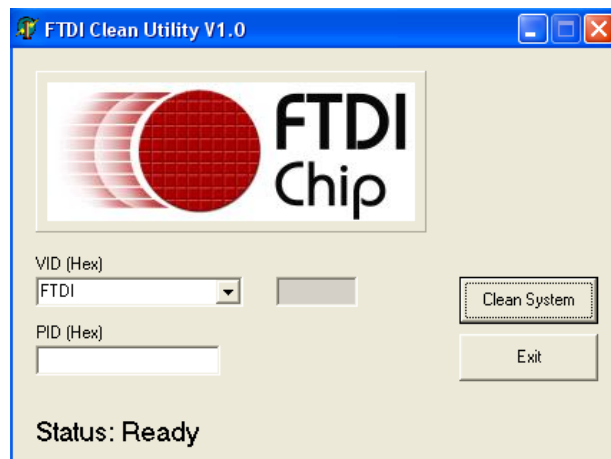 FTDI Clean Utility V1.0
FTDI
Chip
VID (Hex)
FTDI
Clean System
PID (Hex)
Exit
Status: Ready